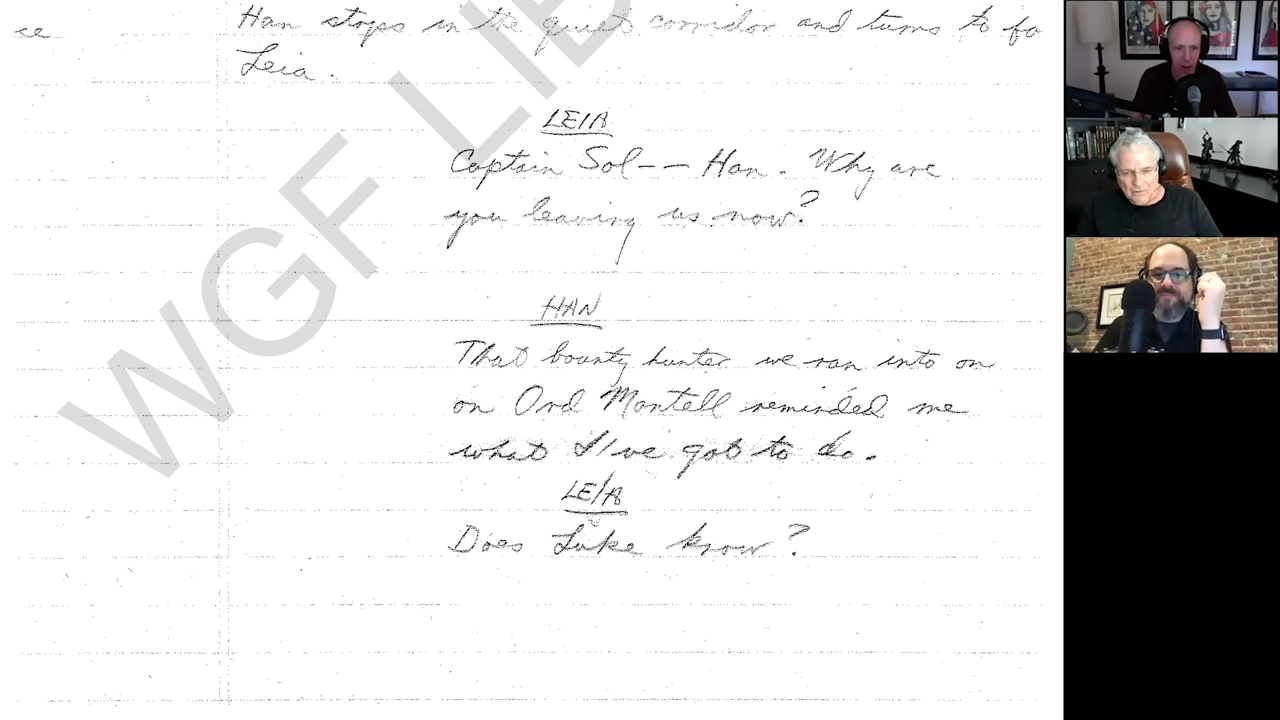 ce
Han stops in the quiet corridor and turns to fa
Leia.
LEIA
Captain Sol-- Han. Why are
you leaving us now?
HAN
That bounty hunter we ran into on
on Ord Mantell reminded me
what I've got to do.
LEIA
Does Luke know?
WGF LIB